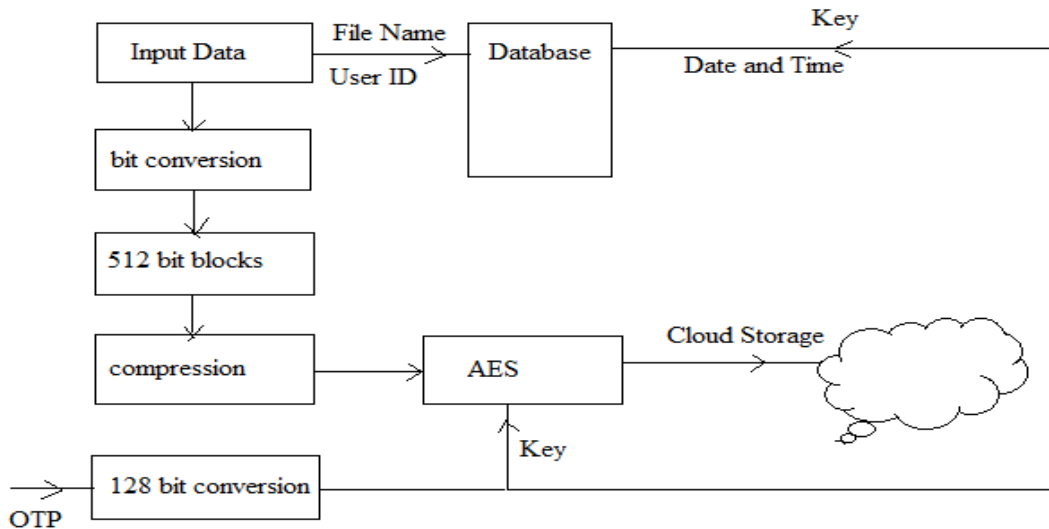 Input Data
File Name
User ID
Database
Key
Date and Time
bit conversion
512 bit blocks
compression
AES
Cloud Storage
Key
128 bit conversion
OTP